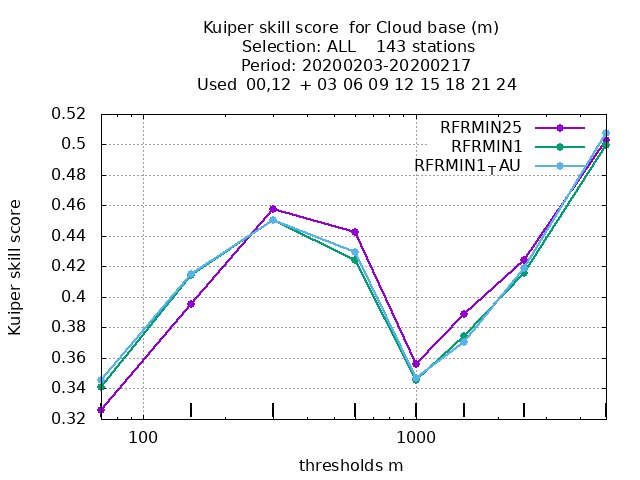 Kuiper skill score  for Cloud base (m)
Selection: ALL    143 stations
Period: 20200203-20200217
Used  00,12  + 03 06 09 12 15 18 21 24
0.52
0.5
0.48
0.46
0.44
0.42
0.4
0.38
0.36
0.34
0.32
Kuiper skill score
RFRMIN25
RFRMIN1
RFRMIN1TAU
100
1000
thresholds m